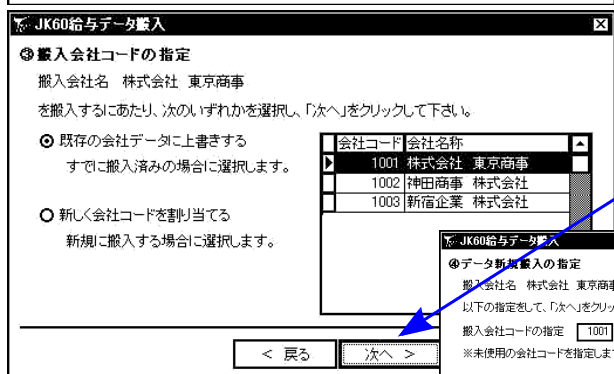 JK60給与データ搬入
③搬入会社コードの指定
搬入会社名 株式会社 東京商事
を搬入するにあたり、次のいずれかを選択し、「次へ」をクリックして下さい。
既存の会社データに上書きする
すでに搬入済みの場合に選択します。
新しく会社コードを割り当てる
新規に搬入する場合に選択します。
会社コード 会社名称
1001 株式会社 東京商事
1002 神田商事 株式会社
1003 新宿企業 株式会社
< 戻る
次へ >
JK60給与データ搬入
④データ新規搬入の指定
搬入会社名 株式会社 東京商事
以下の指定をして、「次へ」をクリッ
搬入会社コードの指定 1001
※未使用の会社コードを指定しま